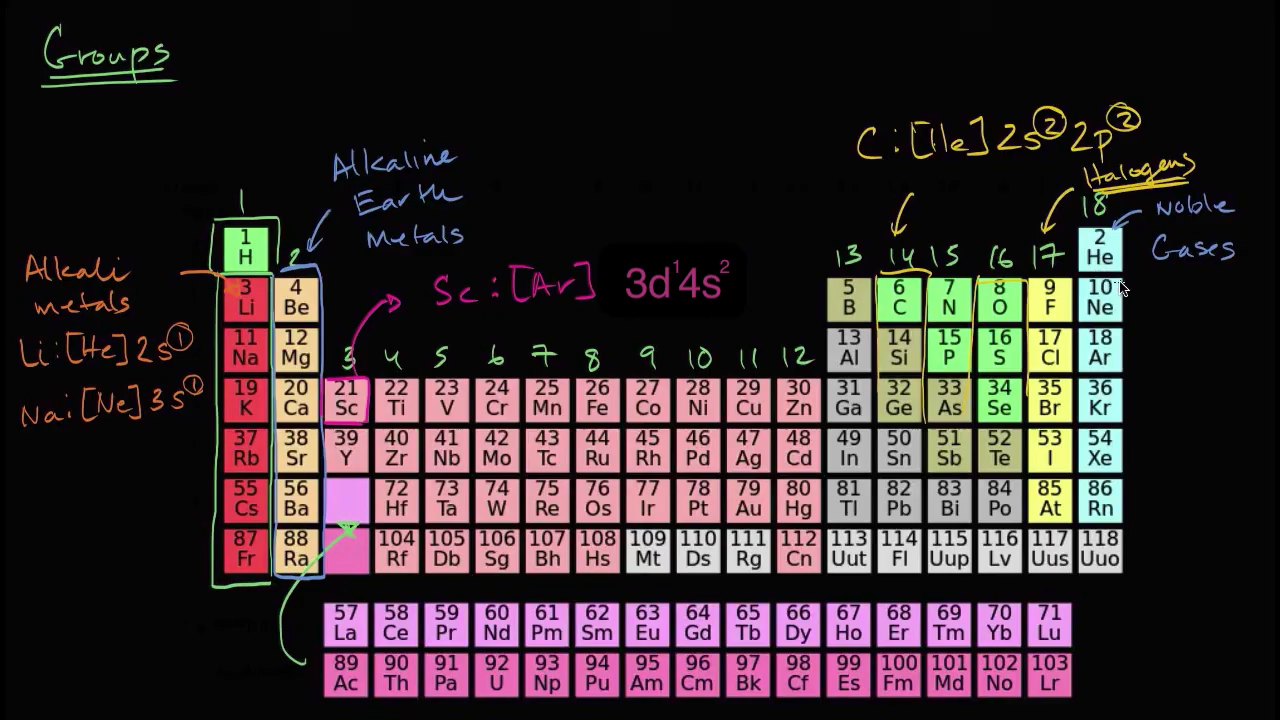 Groups
C:[He] 2s② 2p②
Alkaline
Earth
Metals
Halogens
Noble
Gases
1 2 3 4 5 6 7 8 9 10 11 12 13 14 15 16 17 18
Alkali
metals
Li:[He] 2s①
Na:[Ne] 3s①
Sc:[Ar] 3d¹4s²
1 2
H He
3 4 5 6 7 8 9 10
Li Be B C N O F Ne
11 12 13 14 15 16 17 18
Na Mg Al Si P S Cl Ar
19 20 21 22 23 24 25 26 27 28 29 30 31 32 33 34 35 36
K Ca Sc Ti V Cr Mn Fe Co Ni Cu Zn Ga Ge As Se Br Kr
37 38 39 40 41 42 43 44 45 46 47 48 49 50 51 52 53 54
Rb Sr Y Zr Nb Mo Tc Ru Rh Pd Ag Cd In Sn Sb Te I Xe
55 56 72 73 74 75 76 77 78 79 80 81 82 83 84 85 86
Cs Ba Hf Ta W Re Os Ir Pt Au Hg Tl Pb Bi Po At Rn
87 88 104 105 106 107 108 109 110 111 112 113 114 115 116 117 118
Fr Ra Rf Db Sg Bh Hs Mt Ds Rg Cn Uut Fl Uup Lv Uus Uuo
57 58 59 60 61 62 63 64 65 66 67 68 69 70 71
La Ce Pr Nd Pm Sm Eu Gd Tb Dy Ho Er Tm Yb Lu
89 90 91 92 93 94 95 96 97 98 99 100 101 102 103
Ac Th Pa U Np Pu Am Cm Bk Cf Es Fm Md No Lr